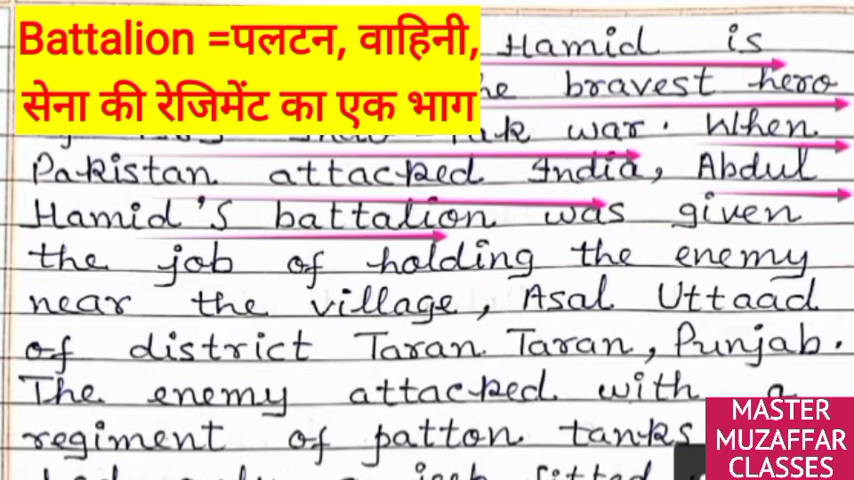 Battalion =पलटन, वाहिनी,
सेना की रेजिमेंट का एक भाग
Hamid is
bravest hero
war. When
Pakistan attacked India, Abdul
Hamid's battalion was given
the job of holding the enemy
near the village, Asal Uttaad
of district Taran Taran, Punjab.
The enemy attacked with a
regiment of patton tanks
jeep fitted
MASTER
MUZAFFAR
CLASSES